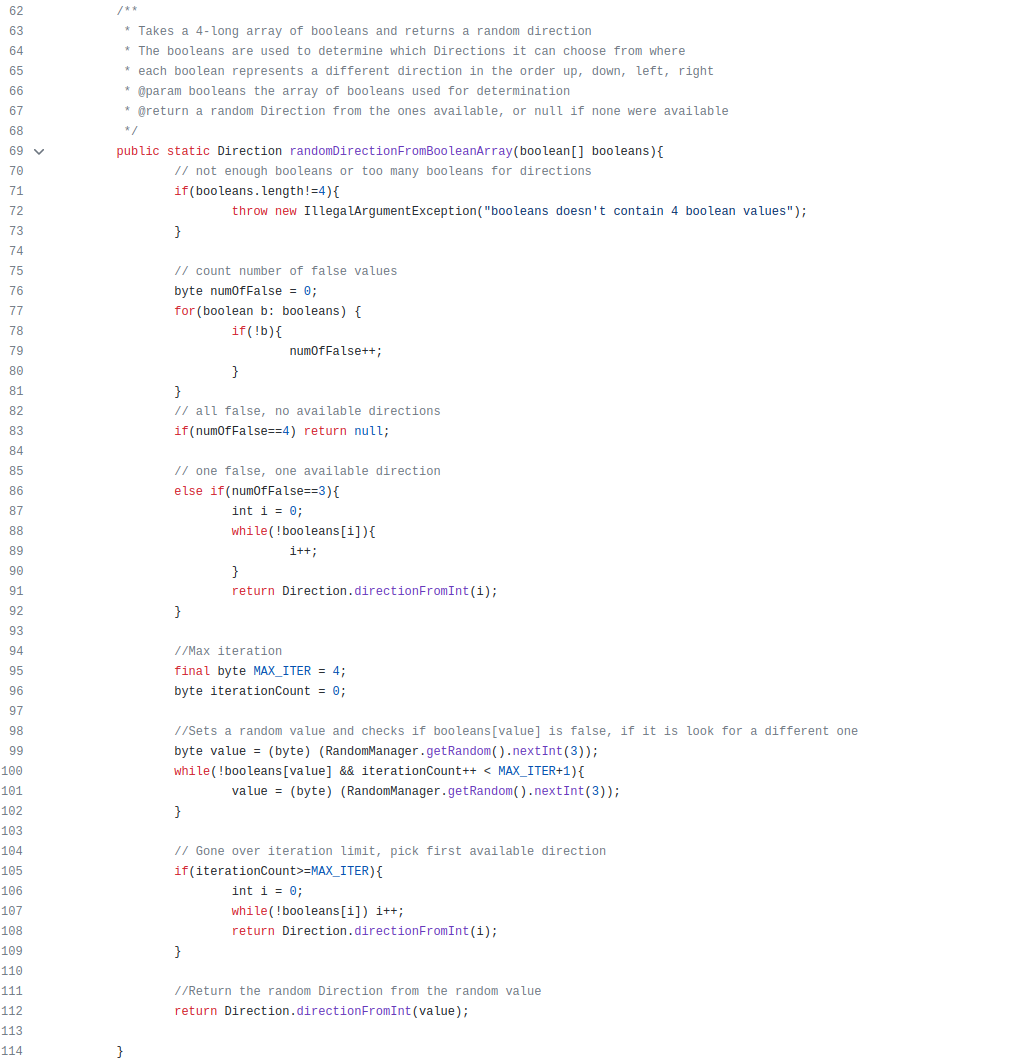 62 /**
63 * Takes a 4-long array of booleans and returns a random direction
64 * The booleans are used to determine which Directions it can choose from where
65 * each boolean represents a different direction in the order up, down, left, right
66 * @param booleans the array of booleans used for determination
67 * @return a random Direction from the ones available, or null if none were available
68 */
69 public static Direction randomDirectionFromBooleanArray(boolean[] booleans){
70 // not enough booleans or too many booleans for directions
71 if(booleans.length!=4){
72 throw new IllegalArgumentException("booleans doesn't contain 4 boolean values");
73 }
74
75 // count number of false values
76 byte numOfFalse = 0;
77 for(boolean b: booleans) {
78 if(!b){
79 numOfFalse++;
80 }
81 }
82 // all false, no available directions
83 if(numOfFalse==4) return null;
84
85 // one false, one available direction
86 else if(numOfFalse==3){
87 int i = 0;
88 while(!booleans[i]){
89 i++;
90 }
91 return Direction.directionFromInt(i);
92 }
93
94 //Max iteration
95 final byte MAX_ITER = 4;
96 byte iterationCount = 0;
97
98 //Sets a random value and checks if booleans[value] is false, if it is look for a different one
99 byte value = (byte) (RandomManager.getRandom().nextInt(3));
100 while(!booleans[value] && iterationCount++ < MAX_ITER+1){
101 value = (byte) (RandomManager.getRandom().nextInt(3));
102 }
103
104 // Gone over iteration limit, pick first available direction
105 if(iterationCount>=MAX_ITER){
106 int i = 0;
107 while(!booleans[i]) i++;
108 return Direction.directionFromInt(i);
109 }
110
111 //Return the random Direction from the random value
112 return Direction.directionFromInt(value);
113
114 }